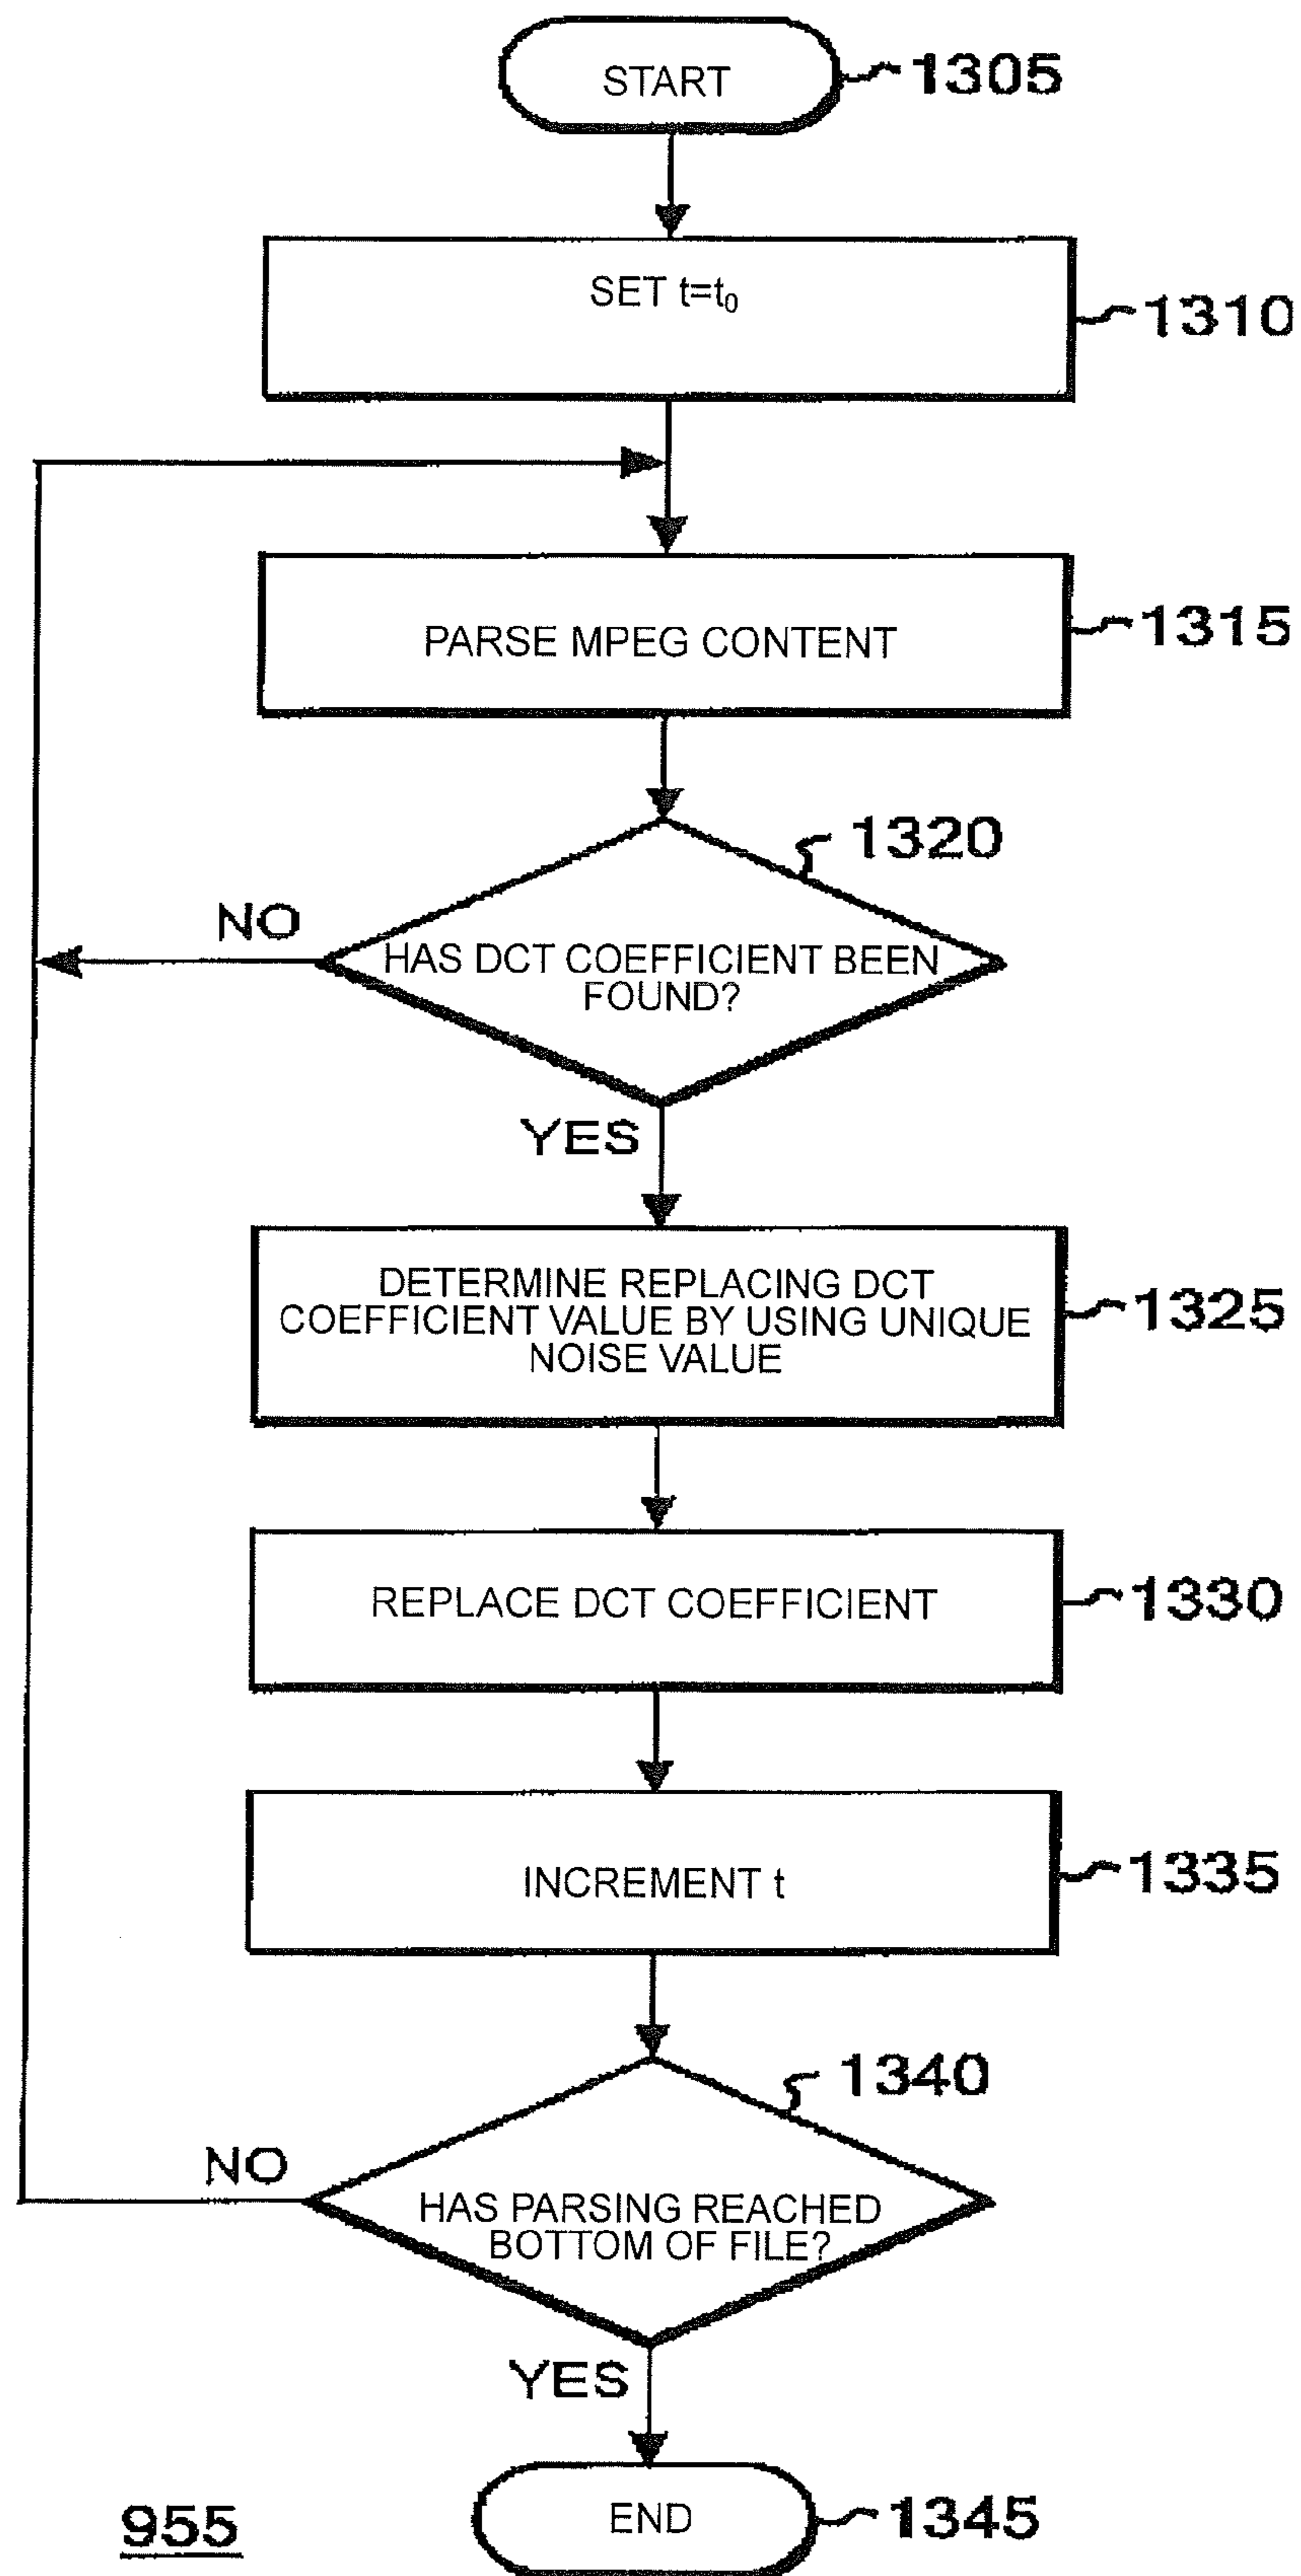 START
1305
SET t=t₀
1310
PARSE MPEG CONTENT
1315
1320
NO
HAS DCT COEFFICIENT BEEN
FOUND?
YES
DETERMINE REPLACING DCT
COEFFICIENT VALUE BY USING UNIQUE
NOISE VALUE
1325
REPLACE DCT COEFFICIENT
1330
INCREMENT t
1335
1340
NO
HAS PARSING REACHED
BOTTOM OF FILE?
YES
END
1345
955